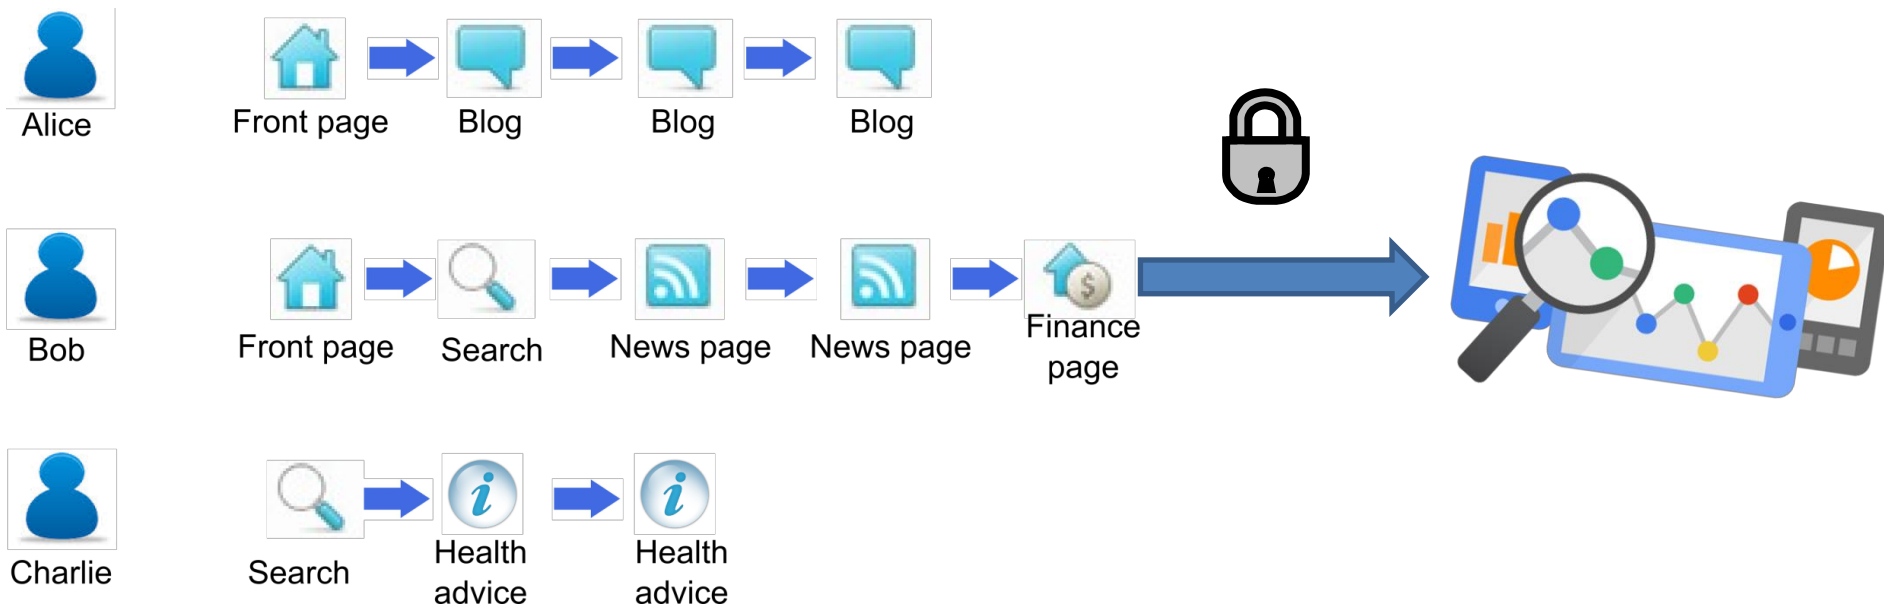 Alice
Front page
Blog
Blog
Blog
Bob
Front page
Search
News page
News page
Finance
page
$
Charlie
Search
Health
advice
Health
advice
i
i